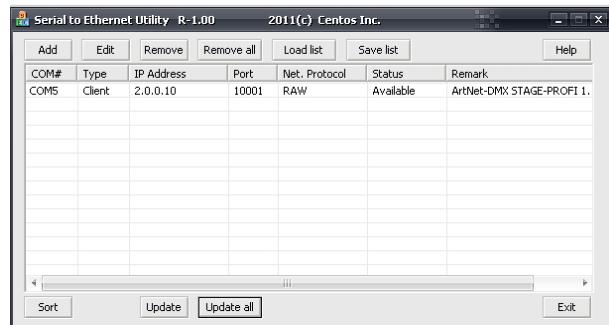 Serial to Ethernet Utility R-1.00 2011(c) Centos Inc.
Add Edit Remove Remove all Load list Save list Help
COM# Type IP Address Port Net. Protocol Status Remark
COM5 Client 2.0.0.10 10001 RAW Available ArtNet-DMX STAGE-PROFI 1.
Sort Update Update all Exit